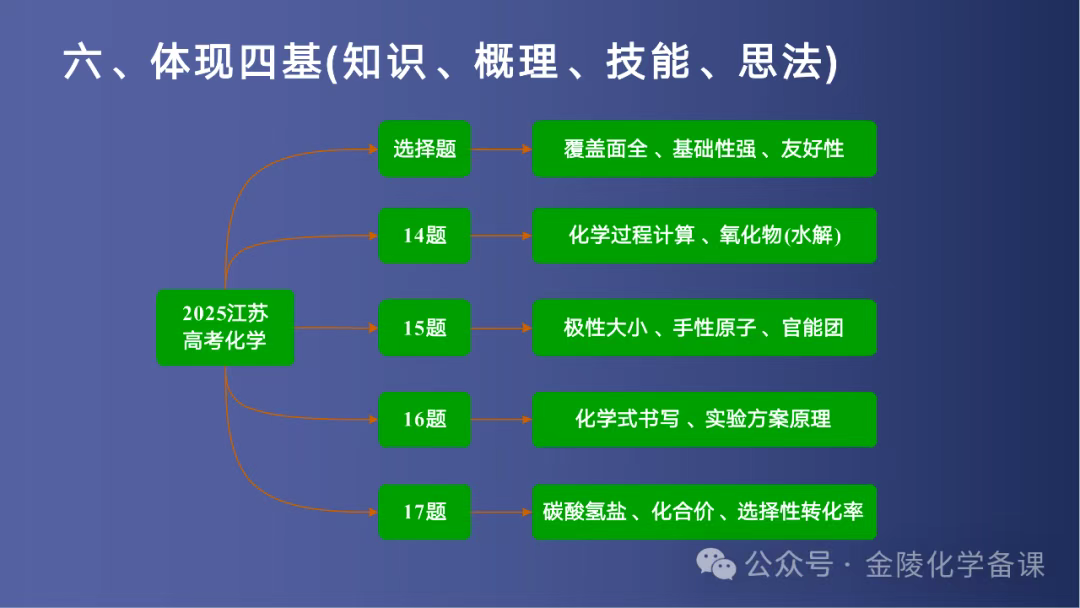 六、体现四基(知识、概理、技能、思法)
选择题
覆盖面全、基础性强、友好性
14题
化学过程计算、氧化物(水解)
2025江苏
高考化学
15题
极性大小、手性原子、官能团
16题
化学式书写、实验方案原理
17题
碳酸氢盐、化合价、选择性转化率
公众号·金陵化学备课